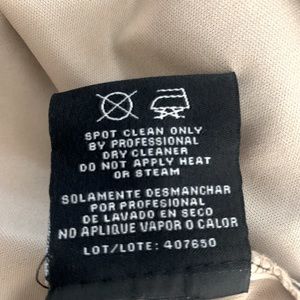 SPOT CLEAN ONLY
BY PROFESSIONAL
DRY CLEANER
DO NOT APPLY HEAT
OR STEAM
SOLAMENTE DESMANCHAR
POR PROFESIONAL
DE LAVADO EN SECO
NO APLIQUE VAPOR O CALOR
LOT/LOTE: 407650